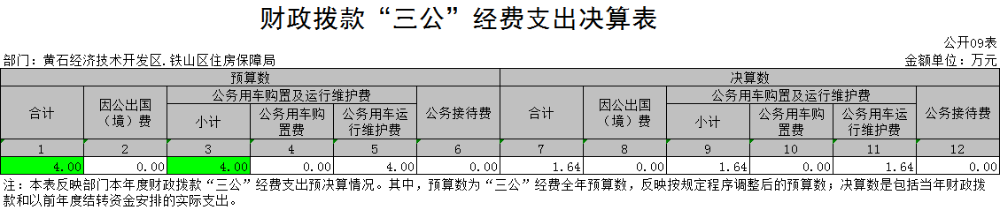 财政拨款“三公”经费支出决算表
公开09表
部门：黄石经济技术开发区.铁山区住房保障局 金额单位：万元
预算数 决算数
合计 因公出国（境）费 公务用车购置及运行维护费 公务接待费 合计 因公出国（境）费 公务用车购置及运行维护费 公务接待费
小计 公务用车购置费 公务用车运行维护费 小计 公务用车购置费 公务用车运行维护费
1 2 3 4 5 6 7 8 9 10 11 12
4.00 0.00 4.00 0.00 4.00 0.00 1.64 0.00 1.64 0.00 1.64 0.00
注：本表反映部门本年度财政拨款“三公”经费支出预决算情况。其中，预算数为“三公”经费全年预算数，反映按规定程序调整后的预算数；决算数是包括当年财政拨
款和以前年度结转资金安排的实际支出。